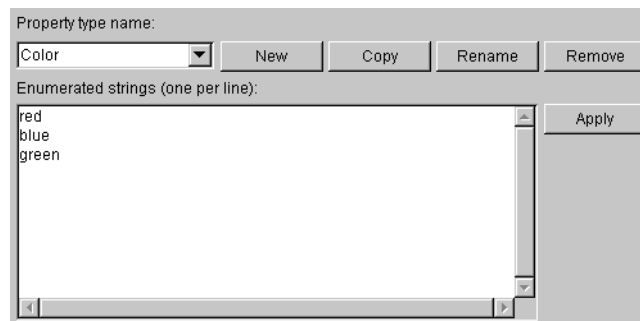 Property type name:
Color New Copy Rename Remove
Enumerated strings (one per line):
red
blue
green
Apply